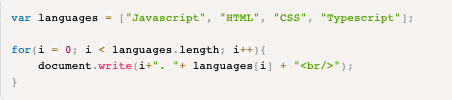 var languages = ["Javascript", "HTML", "CSS", "Typescript"];
for(i = 0; i < languages.length; i++){
    document.write(i+". "+ languages[i] + "<br/>");
}